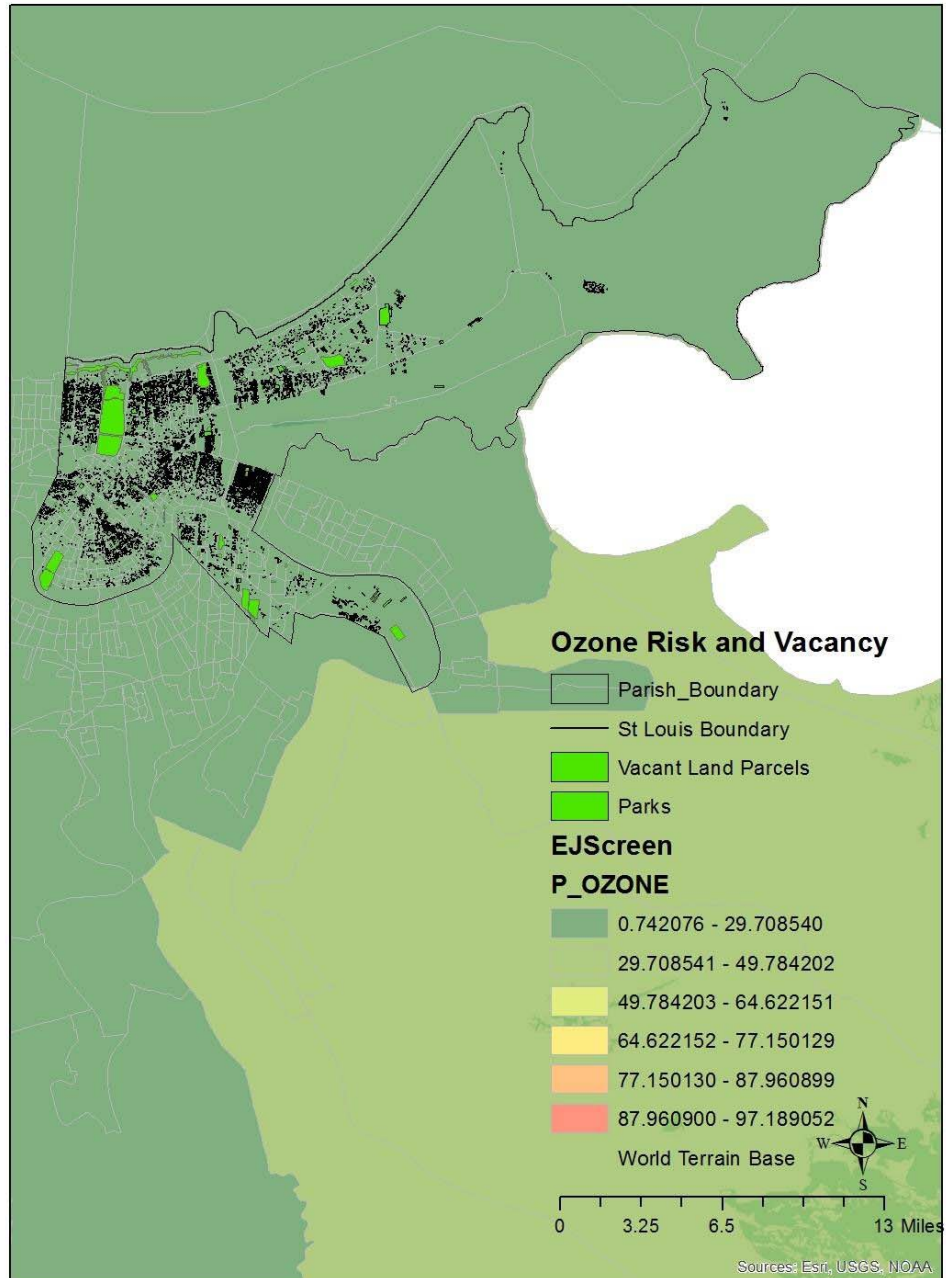 Ozone Risk and Vacancy
Parish_Boundary
St Louis Boundary
Vacant Land Parcels
Parks
EJScreen
P_OZONE
0.742076 - 29.708540
29.708541 - 49.784202
49.784203 - 64.622151
64.622152 - 77.150129
77.150130 - 87.960899
87.960900 - 97.189052
World Terrain Base
N
W E
S
0 3.25 6.5 13 Miles
Sources: Esri, USGS, NOAA